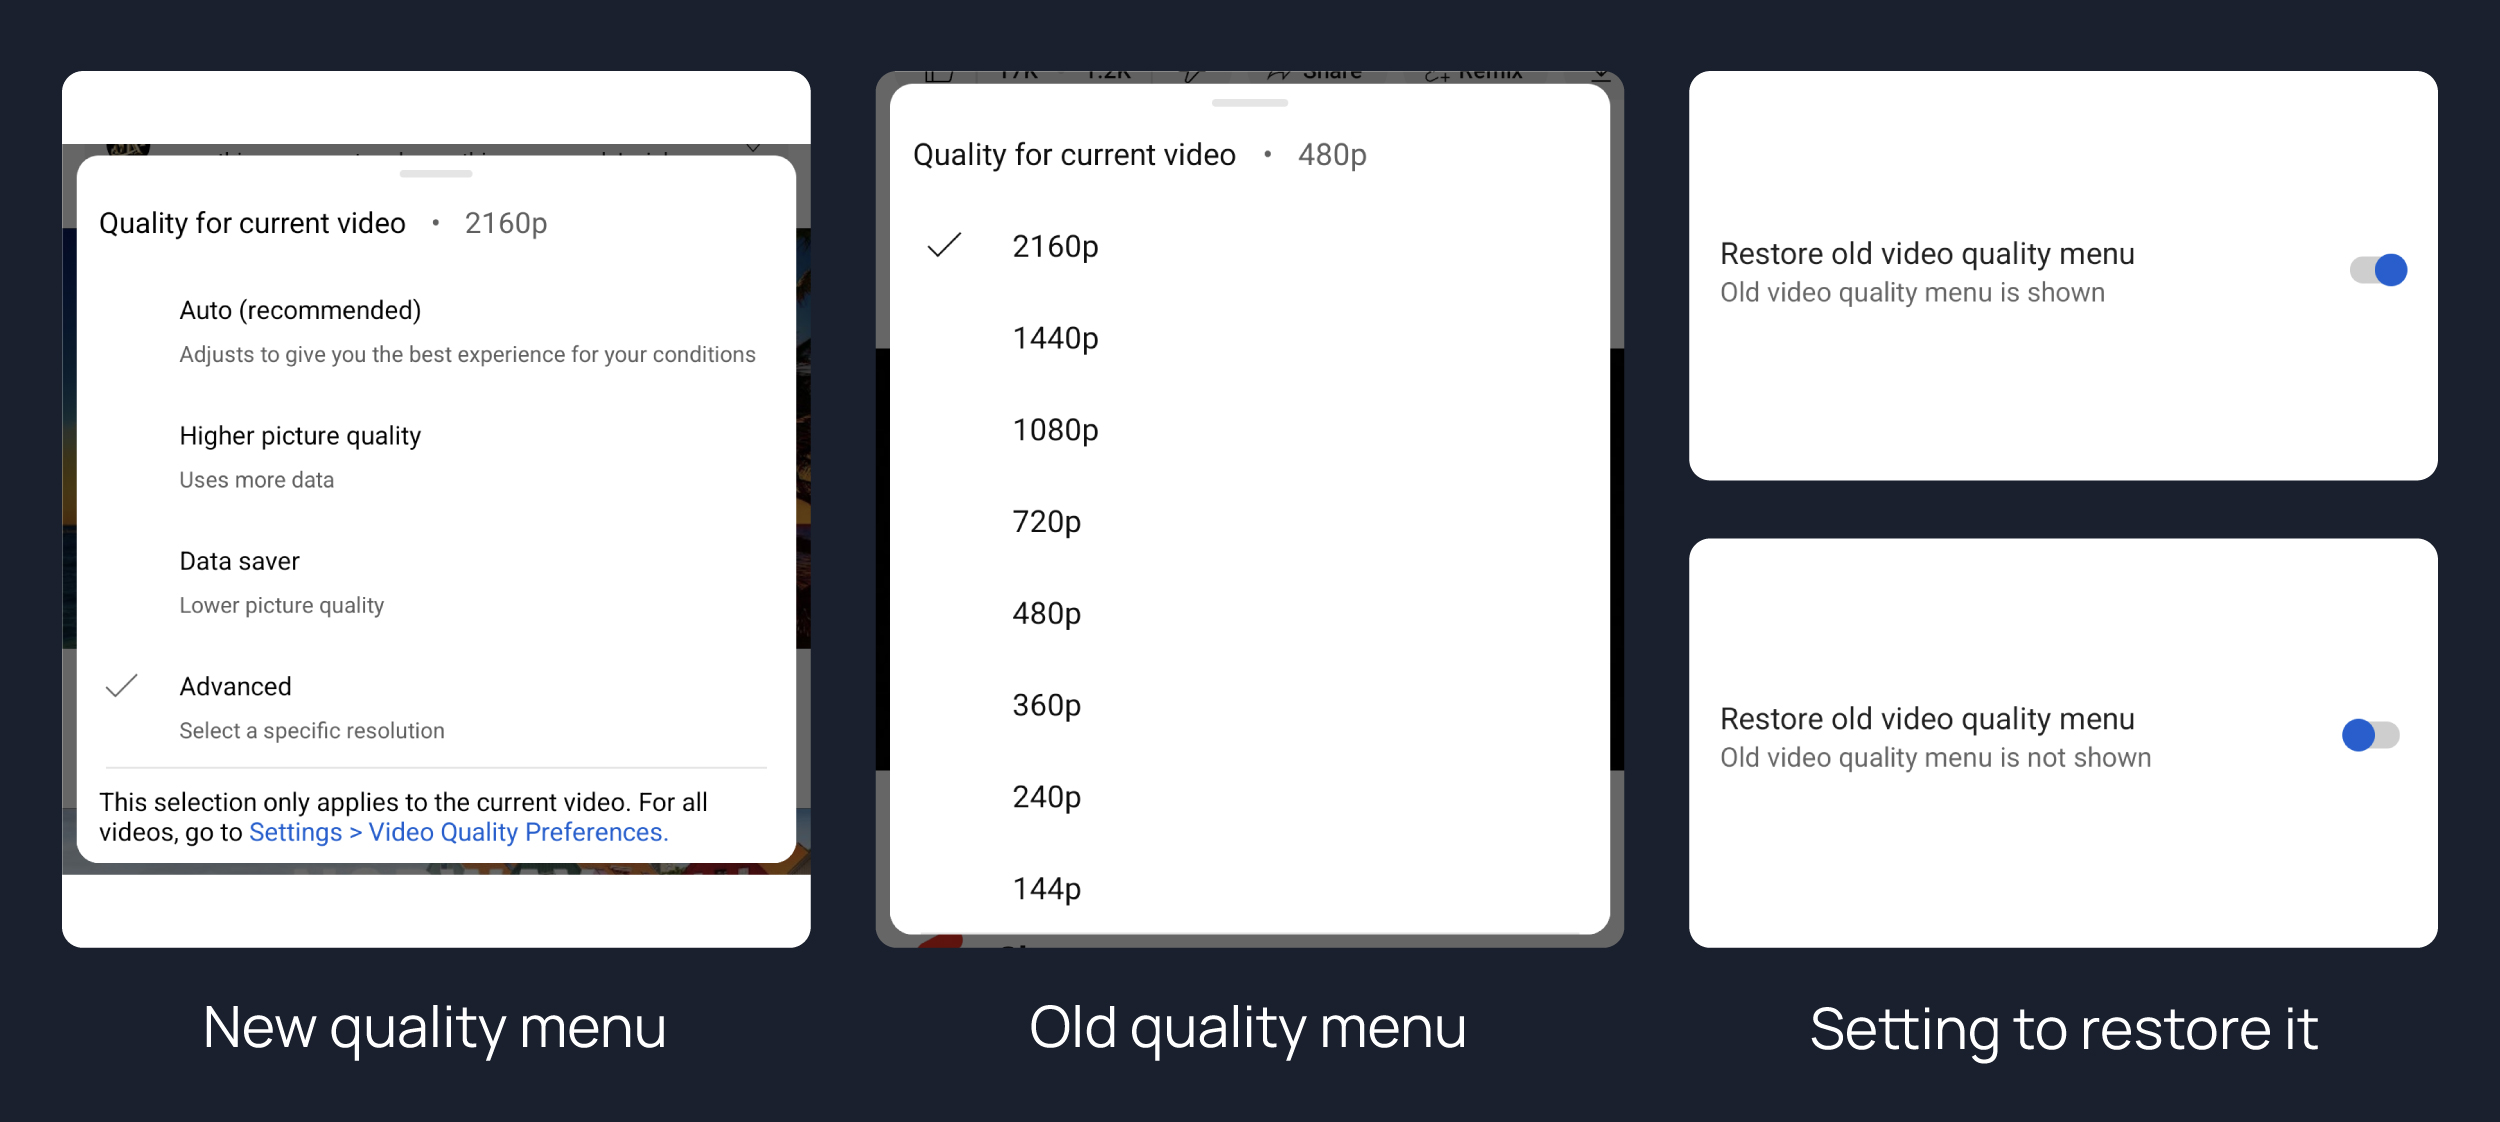 Quality for current video • 2160p
Auto (recommended)
Adjusts to give you the best experience for your conditions
Higher picture quality
Uses more data
Data saver
Lower picture quality
Advanced
Select a specific resolution
This selection only applies to the current video. For all
videos, go to Settings > Video Quality Preferences.
New quality menu
17K 1.2K Share Remix
Quality for current video • 480p
2160p
1440p
1080p
720p
480p
360p
240p
144p
Old quality menu
Restore old video quality menu
Old video quality menu is shown
Restore old video quality menu
Old video quality menu is not shown
Setting to restore it